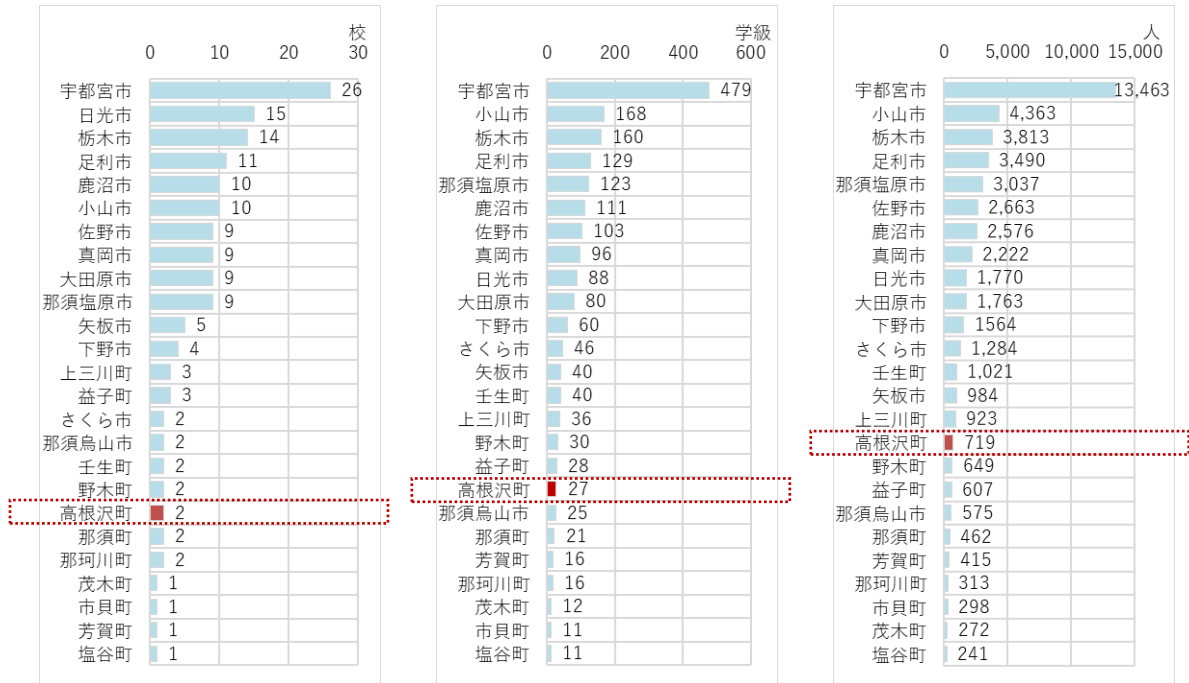 校
0 10 20 30
宇都宮市 26
日光市 15
栃木市 14
足利市 11
鹿沼市 10
小山市 10
佐野市 9
真岡市 9
大田原市 9
那須塩原市 9
矢板市 5
下野市 4
上三川町 3
益子町 3
さくら市 2
那須烏山市 2
壬生町 2
野木町 2
高根沢町 2
那須町 2
那珂川町 2
茂木町 1
市貝町 1
芳賀町 1
塩谷町 1
学級
0 200 400 600
宇都宮市 479
小山市 168
栃木市 160
足利市 129
那須塩原市 123
鹿沼市 111
佐野市 103
真岡市 96
日光市 88
大田原市 80
下野市 60
さくら市 46
矢板市 40
壬生町 40
上三川町 36
野木町 30
益子町 28
高根沢町 27
那須烏山市 25
那須町 21
芳賀町 16
那珂川町 16
茂木町 12
市貝町 11
塩谷町 11
人
0 5,000 10,000 15,000
宇都宮市 13,463
小山市 4,363
栃木市 3,813
足利市 3,490
那須塩原市 3,037
佐野市 2,663
鹿沼市 2,576
真岡市 2,222
日光市 1,770
大田原市 1,763
下野市 1564
さくら市 1,284
壬生町 1,021
矢板市 984
上三川町 923
高根沢町 719
野木町 649
益子町 607
那須烏山市 575
那須町 462
芳賀町 415
那珂川町 313
市貝町 298
茂木町 272
塩谷町 241